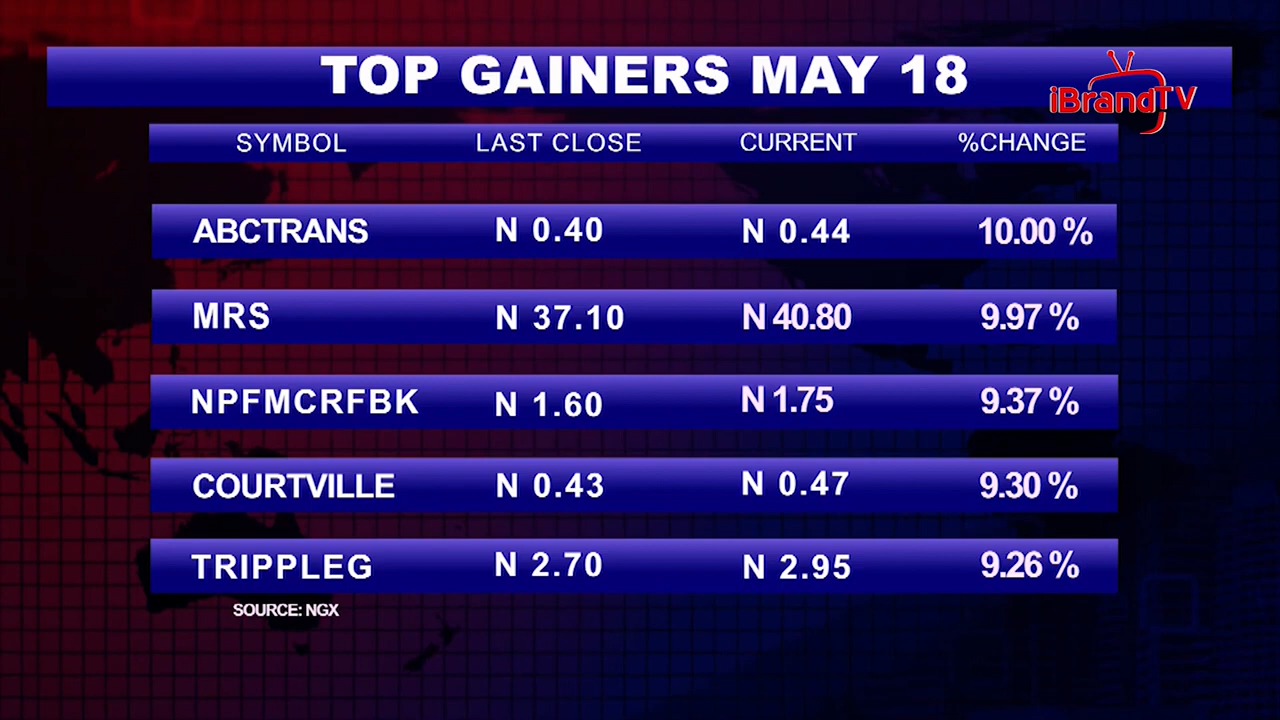 TOP GAINERS MAY 18
iBrandTV
SYMBOL LAST CLOSE CURRENT %CHANGE
ABCTRANS N 0.40 N 0.44 10.00 %
MRS N 37.10 N 40.80 9.97 %
NPFMCRFBK N 1.60 N 1.75 9.37 %
COURTVILLE N 0.43 N 0.47 9.30 %
TRIPPLEG N 2.70 N 2.95 9.26 %
SOURCE: NGX